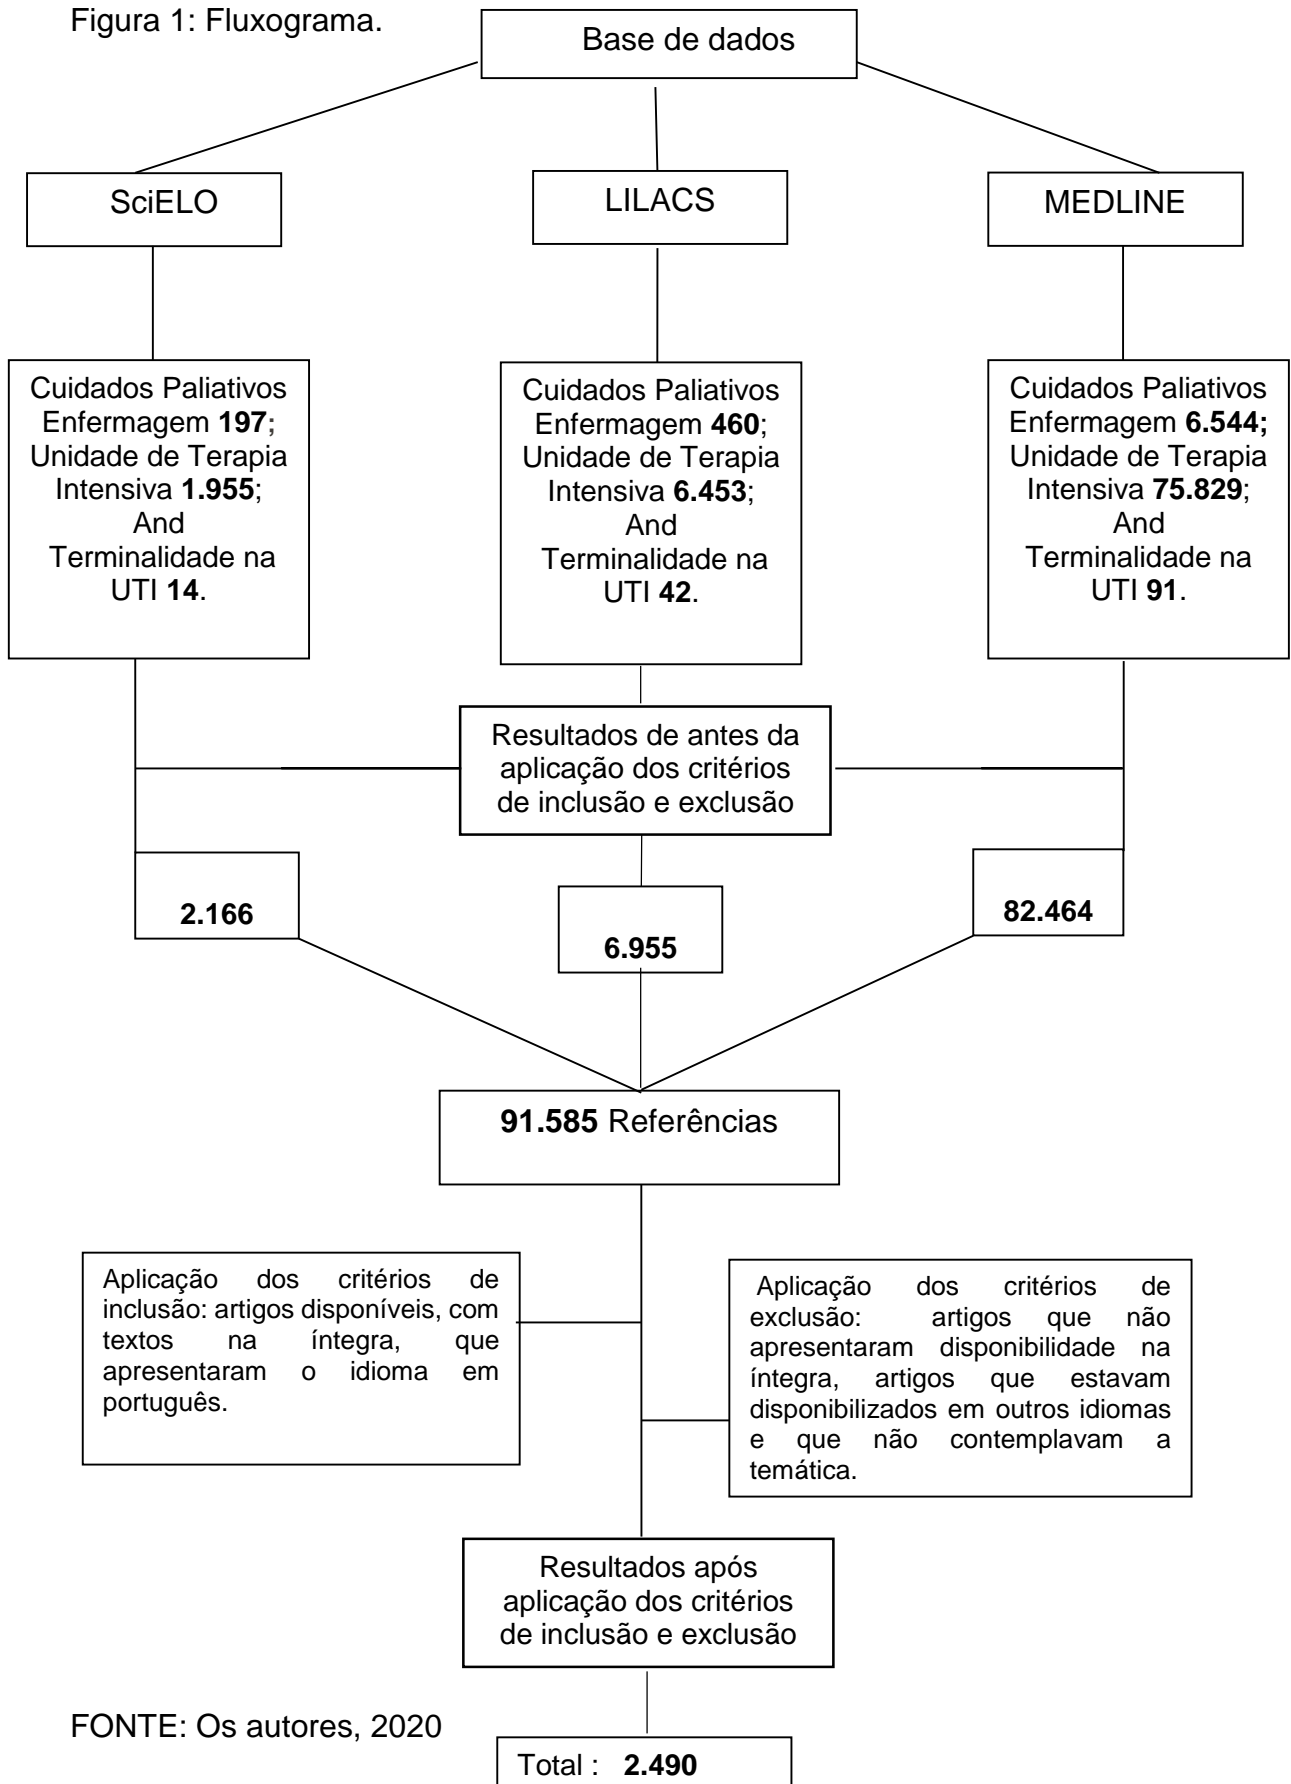 Figura 1: Fluxograma.
Base de dados
SciELO
LILACS
MEDLINE
Cuidados Paliativos
Enfermagem 197;
Unidade de Terapia
Intensiva 1.955;
And
Terminalidade na
UTI 14.
Cuidados Paliativos
Enfermagem 460;
Unidade de Terapia
Intensiva 6.453;
And
Terminalidade na
UTI 42.
Cuidados Paliativos
Enfermagem 6.544;
Unidade de Terapia
Intensiva 75.829;
And
Terminalidade na
UTI 91.
Resultados de antes da
aplicação dos critérios
de inclusão e exclusão
2.166
6.955
82.464
91.585 Referências
Aplicação dos critérios de
inclusão: artigos disponíveis, com
textos na íntegra, que
apresentaram o idioma em
português.
Aplicação dos critérios de
exclusão: artigos que não
apresentaram disponibilidade na
íntegra, artigos que estavam
disponibilizados em outros idiomas
e que não contemplavam a
temática.
Resultados após
aplicação dos critérios
de inclusão e exclusão
FONTE: Os autores, 2020
Total : 2.490